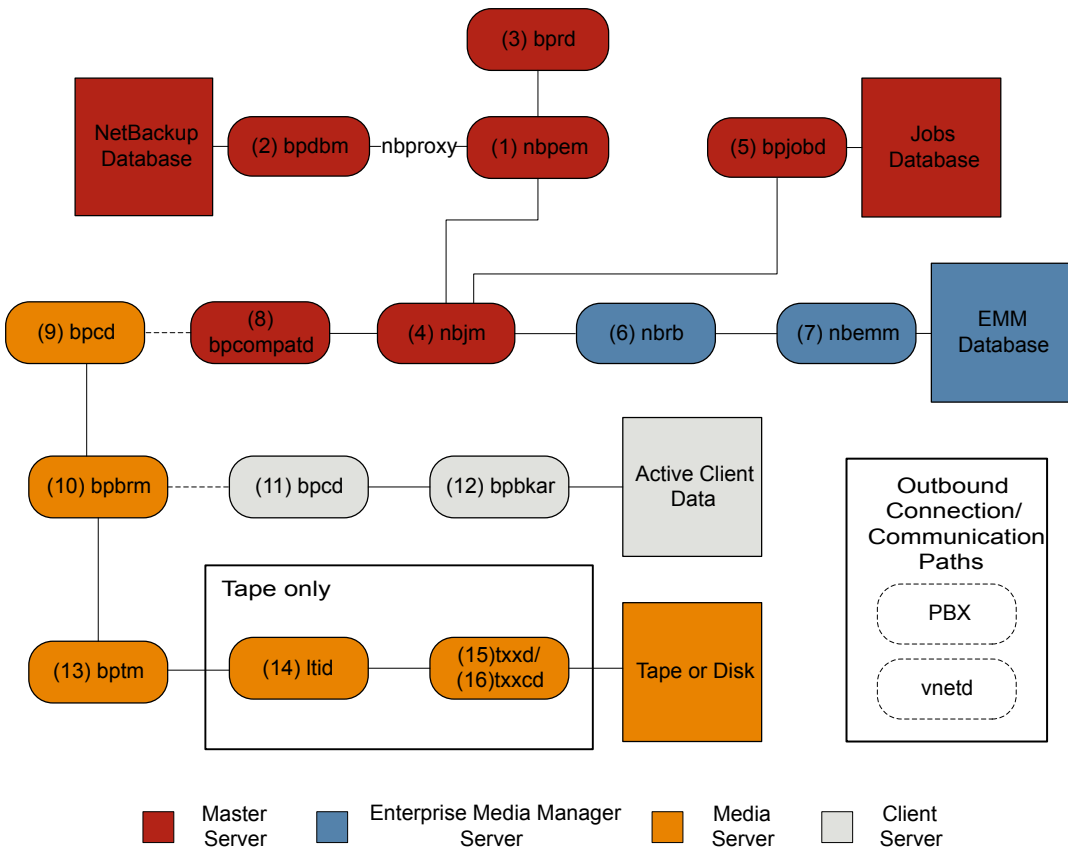 (3) bprd
NetBackup
Database
(2) bpdbm
nbproxy
(1) nbpem
(5) bpjobd
Jobs
Database
(9) bpcd
(8)
bpcompatd
(4) nbjm
(6) nbrb
(7) nbemm
EMM
Database
(10) bpbrm
(11) bpcd
(12) bpbkar
Active Client
Data
Outbound
Connection/
Communication
Paths
PBX
vnetd
Tape only
(13) bptm
(14) ltid
(15)txxd/
(16)txxcd
Tape or Disk
Master
Server
Enterprise Media Manager
Server
Media
Server
Client
Server